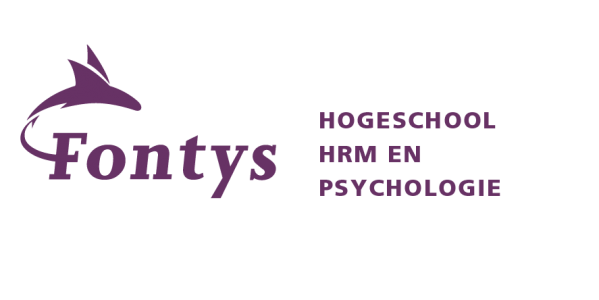 Fontys
HOGESCHOOL
HRM EN
PSYCHOLOGIE